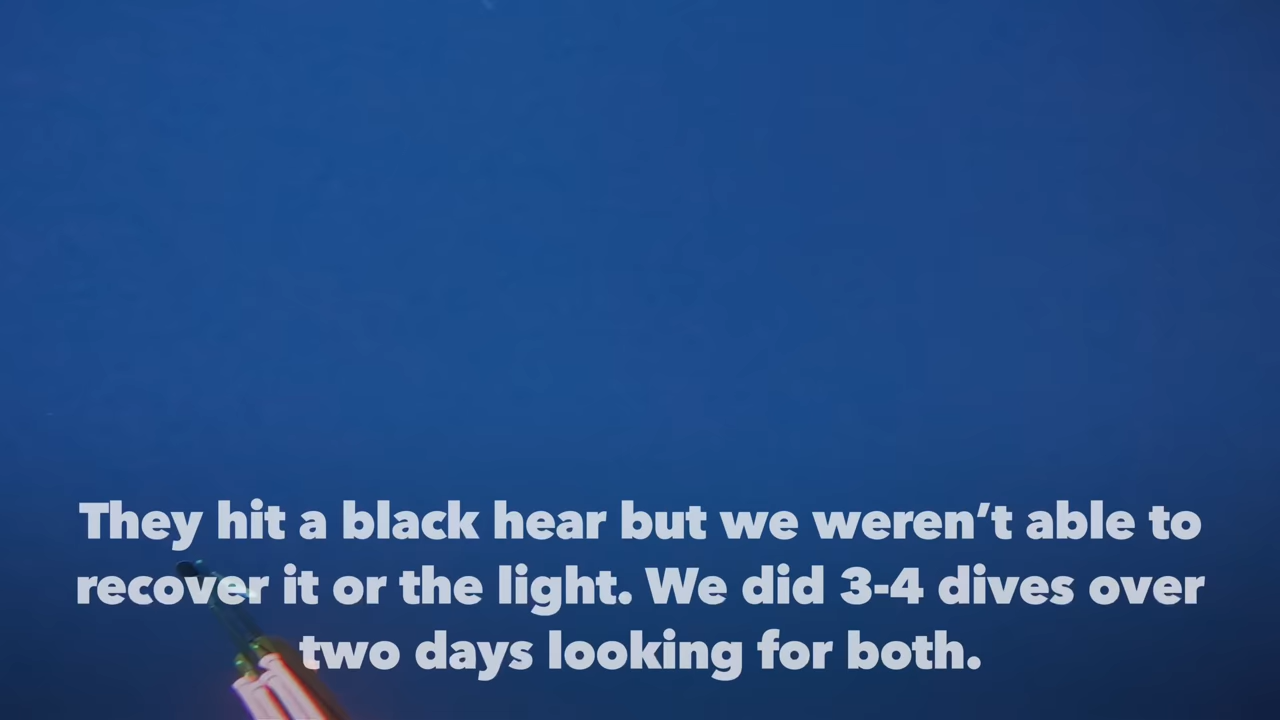 They hit a black hear but we weren’t able to
recover it or the light. We did 3-4 dives over
two days looking for both.